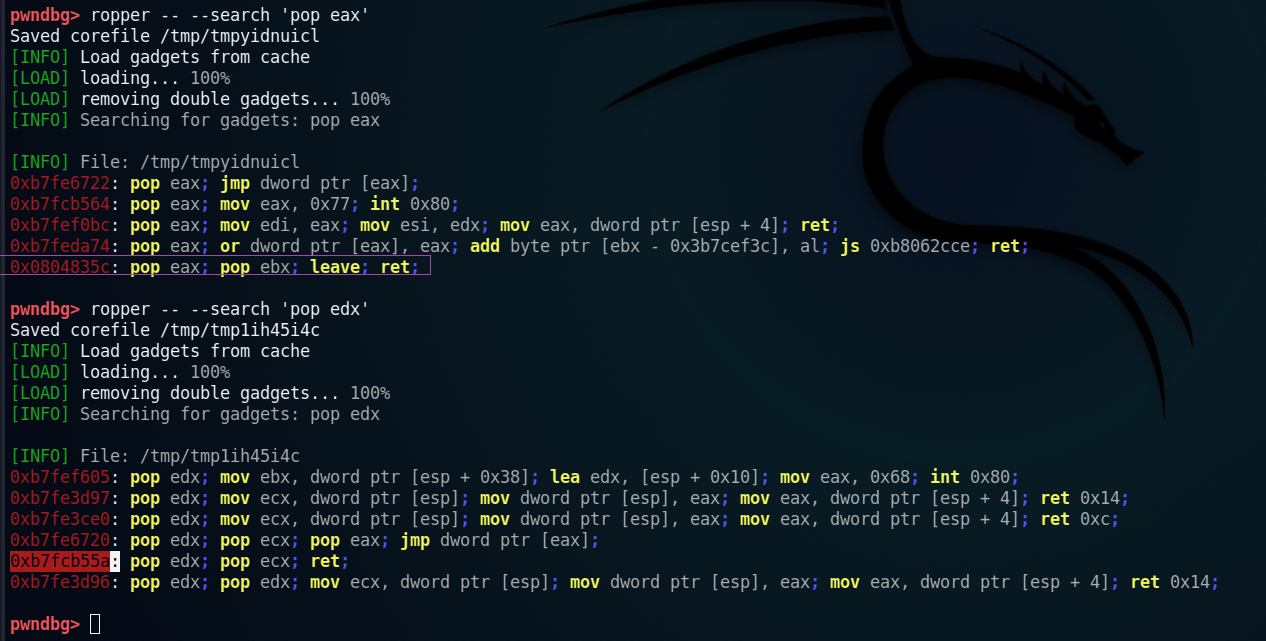 pwndbg> ropper -- --search 'pop eax'
Saved corefile /tmp/tmpyidnuicl
[INFO] Load gadgets from cache
[LOAD] loading... 100%
[LOAD] removing double gadgets... 100%
[INFO] Searching for gadgets: pop eax
[INFO] File: /tmp/tmpyidnuicl
0xb7fe6722: pop eax; jmp dword ptr [eax];
0xb7fcb564: pop eax; mov eax, 0x77; int 0x80;
0xb7fef0bc: pop eax; mov edi, eax; mov esi, edx; mov eax, dword ptr [esp + 4]; ret;
0xb7feda74: pop eax; or dword ptr [eax], eax; add byte ptr [ebx - 0x3b7cef3c], al; js 0xb8062cce; ret;
0x0804835c: pop eax; pop ebx; leave; ret;
pwndbg> ropper -- --search 'pop edx'
Saved corefile /tmp/tmp1ih45i4c
[INFO] Load gadgets from cache
[LOAD] loading... 100%
[LOAD] removing double gadgets... 100%
[INFO] Searching for gadgets: pop edx
[INFO] File: /tmp/tmp1ih45i4c
0xb7fef605: pop edx; mov ebx, dword ptr [esp + 0x38]; lea edx, [esp + 0x10]; mov eax, 0x68; int 0x80;
0xb7fe3d97: pop edx; mov ecx, dword ptr [esp]; mov dword ptr [esp], eax; mov eax, dword ptr [esp + 4]; ret 0x14;
0xb7fe3ce0: pop edx; mov ecx, dword ptr [esp]; mov dword ptr [esp], eax; mov eax, dword ptr [esp + 4]; ret 0xc;
0xb7fe6720: pop edx; pop ecx; pop eax; jmp dword ptr [eax];
0xb7fcb55a: pop edx; pop ecx; ret;
0xb7fe3d96: pop edx; pop edx; mov ecx, dword ptr [esp]; mov dword ptr [esp], eax; mov eax, dword ptr [esp + 4]; ret 0x14;
pwndbg>